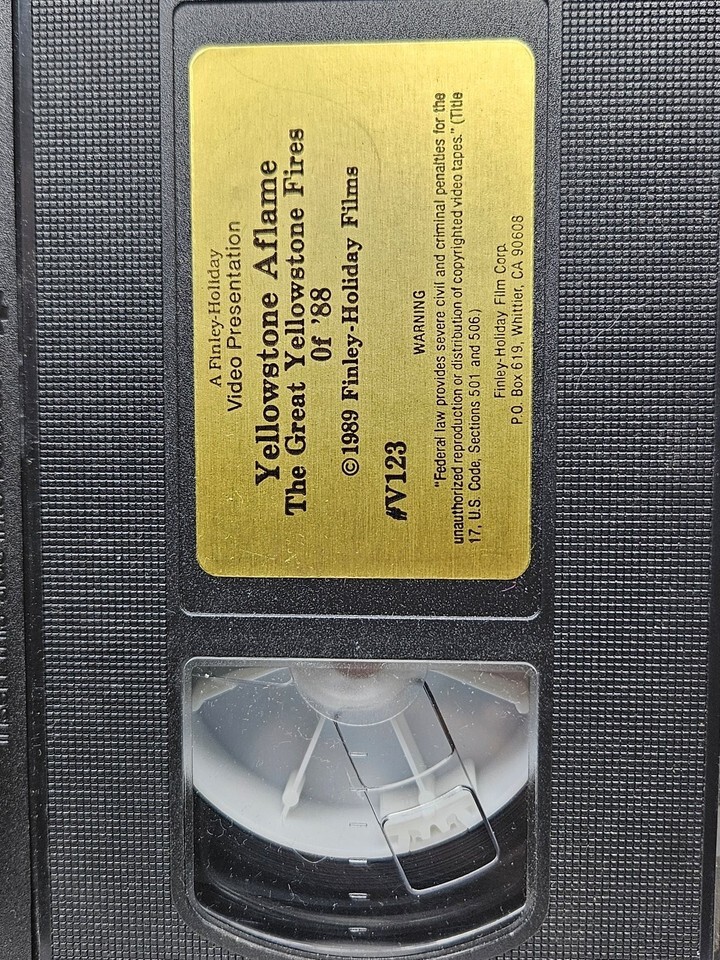 A Finley-Holiday
Video Presentation
Yellowstone Aflame
The Great Yellowstone Fires
Of '88
©1989 Finley-Holiday Films
#V123
WARNING
"Federal law provides severe civil and criminal penalties for the
unauthorized reproduction or distribution of copyrighted video tapes." (Title
17, U.S. Code, Sections 501 and 506.)
Finley-Holiday Film Corp.
P.O. Box 619, Whittier, CA 90608